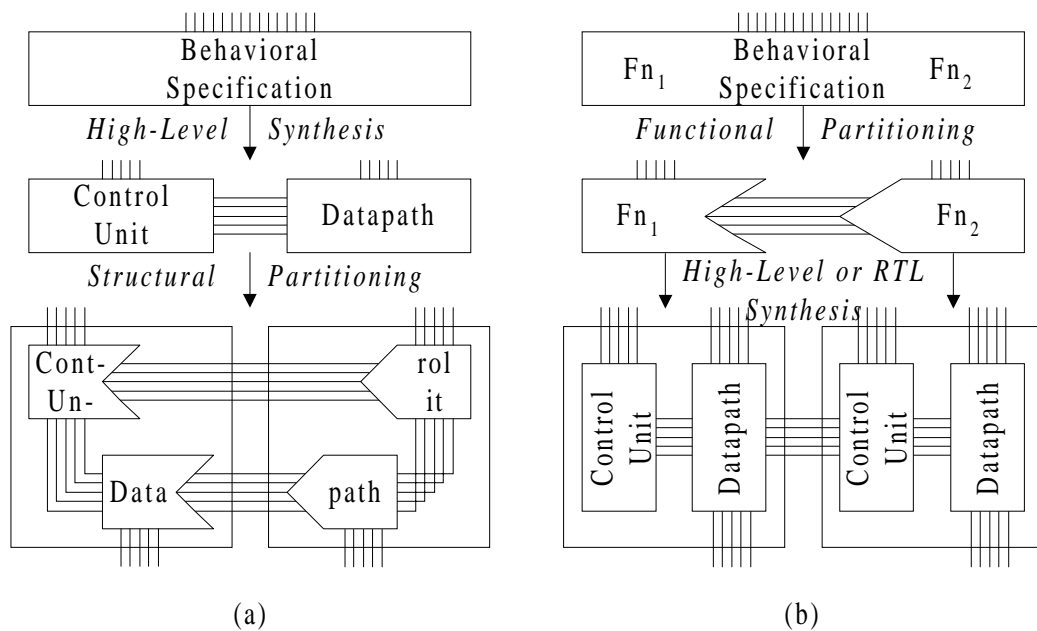 Behavioral
Specification
High-Level Synthesis
Control
Unit
Datapath
Structural Partitioning
Cont-
Un-
rol
it
Data
path
(a)
Behavioral
Specification
Fn1
Fn2
Functional Partitioning
Fn1
Fn2
High-Level or RTL
Synthesis
Control
Unit
Datapath
Control
Unit
Datapath
(b)